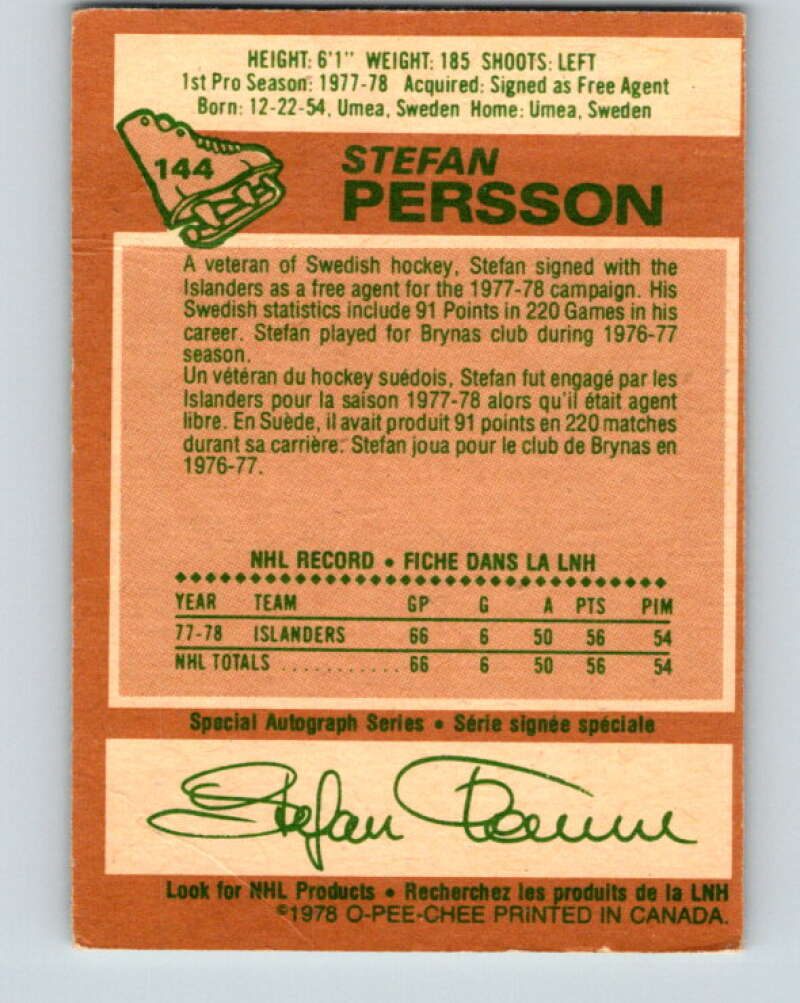 HEIGHT: 6'1" WEIGHT: 185 SHOOTS: LEFT
1st Pro Season: 1977-78 Acquired: Signed as Free Agent
Born: 12-22-54, Umea, Sweden Home: Umea, Sweden
144
STEFAN
PERSSON
A veteran of Swedish hockey, Stefan signed with the
Islanders as a free agent for the 1977-78 campaign. His
Swedish statistics include 91 Points in 220 Games in his
career. Stefan played for Brynas club during 1976-77
season.
Un vétéran du hockey suédois, Stefan fut engagé par les
Islanders pour la saison 1977-78 alors qu'il était agent
libre. En Suède, il avait produit 91 points en 220 matches
durant sa carrière. Stefan joua pour le club de Brynas en
1976-77.
NHL RECORD • FICHE DANS LA LNH
YEAR TEAM GP G A PTS PIM
77-78 ISLANDERS 66 6 50 56 54
NHL TOTALS ........... 66 6 50 56 54
Special Autograph Series • Série signée spéciale
Stefan Persson
Look for NHL Products • Recherchez les produits de la LNH
©1978 O-PEE-CHEE PRINTED IN CANADA.